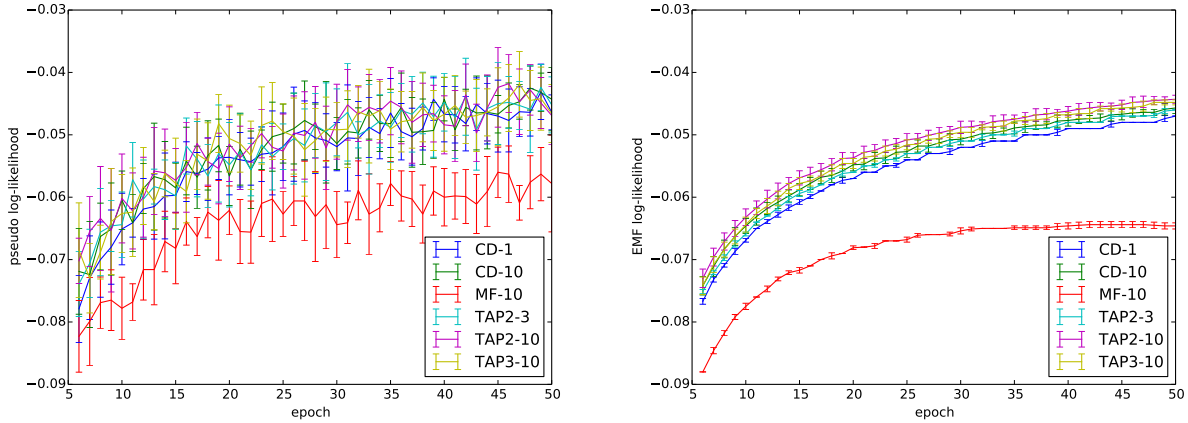 −0.03
−0.04
−0.05
−0.06
−0.07
−0.08
−0.09
pseudo log-likelihood
5 10 15 20 25 30 35 40 45 50
epoch
CD-1
CD-10
MF-10
TAP2-3
TAP2-10
TAP3-10
−0.03
−0.04
−0.05
−0.06
−0.07
−0.08
−0.09
EMF log-likelihood
5 10 15 20 25 30 35 40 45 50
epoch
CD-1
CD-10
MF-10
TAP2-3
TAP2-10
TAP3-10